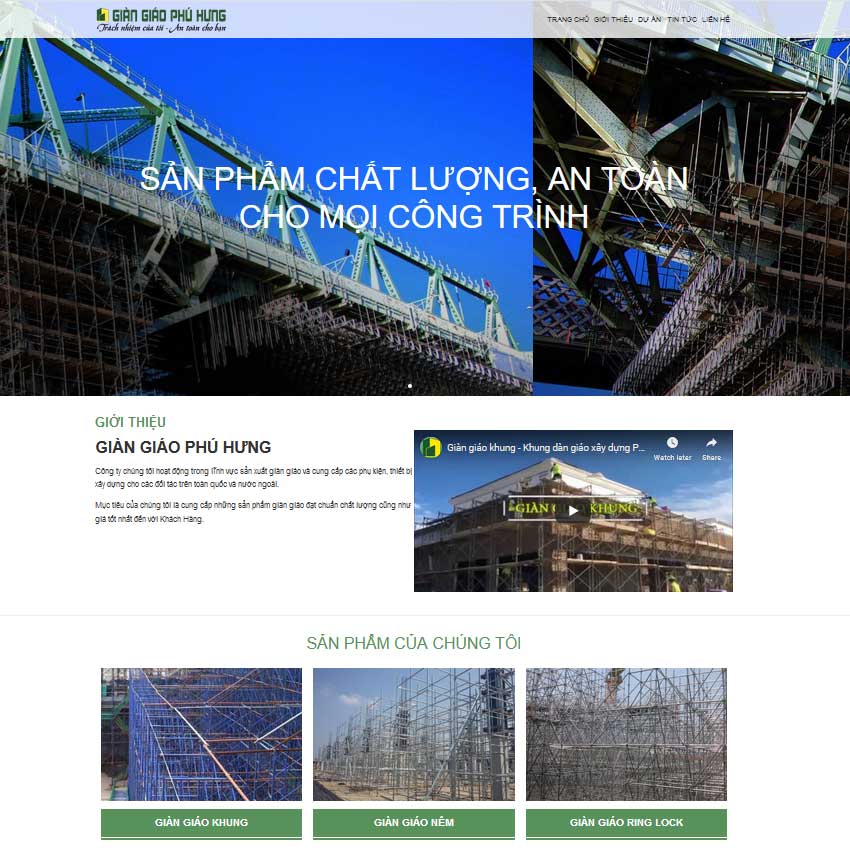 GIÀN GIÁO PHÚ HƯNG
Trách nhiệm của tôi - An toàn cho bạn
TRANG CHỦ GIỚI THIỆU DỰ ÁN TIN TỨC LIÊN HỆ
SẢN PHẨM CHẤT LƯỢNG, AN TOÀN
CHO MỌI CÔNG TRÌNH
GIỚI THIỆU
GIÀN GIÁO PHÚ HƯNG
Công ty chúng tôi hoạt động trong lĩnh vực sản xuất giàn giáo và cung cấp các phụ kiện, thiết bị
xây dựng cho các đối tác trên toàn quốc và nước ngoài.
Mục tiêu của chúng tôi là cung cấp những sản phẩm giàn giáo đạt chuẩn chất lượng cũng như
giá tốt nhất đến với Khách Hàng.
Giàn giáo khung - Khung dàn giáo xây dựng P...
Watch later Share
GIÀN GIÁO KHUNG
SẢN PHẨM CỦA CHÚNG TÔI
GIÀN GIÁO KHUNG
GIÀN GIÁO NÊM
GIÀN GIÁO RING LOCK